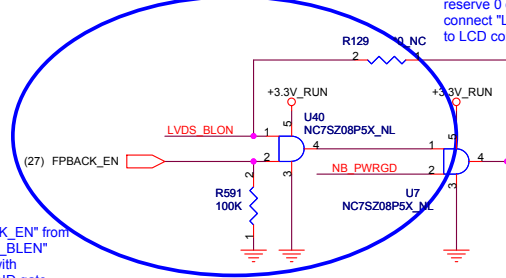 reserve 0
connect "L
to LCD co
R129
_NC
2
1
+3.3V_RUN
+3.3V_RUN
U40
NC7SZ08P5X_NL
LVDS_BLON
1
5
4
1
5
4
(27) FPBACK_EN
2
3
NB_PWRGD
2
3
U7
NC7SZ08P5X_NL
2
R591
100K
1
K_EN" from
_BLEN"
with